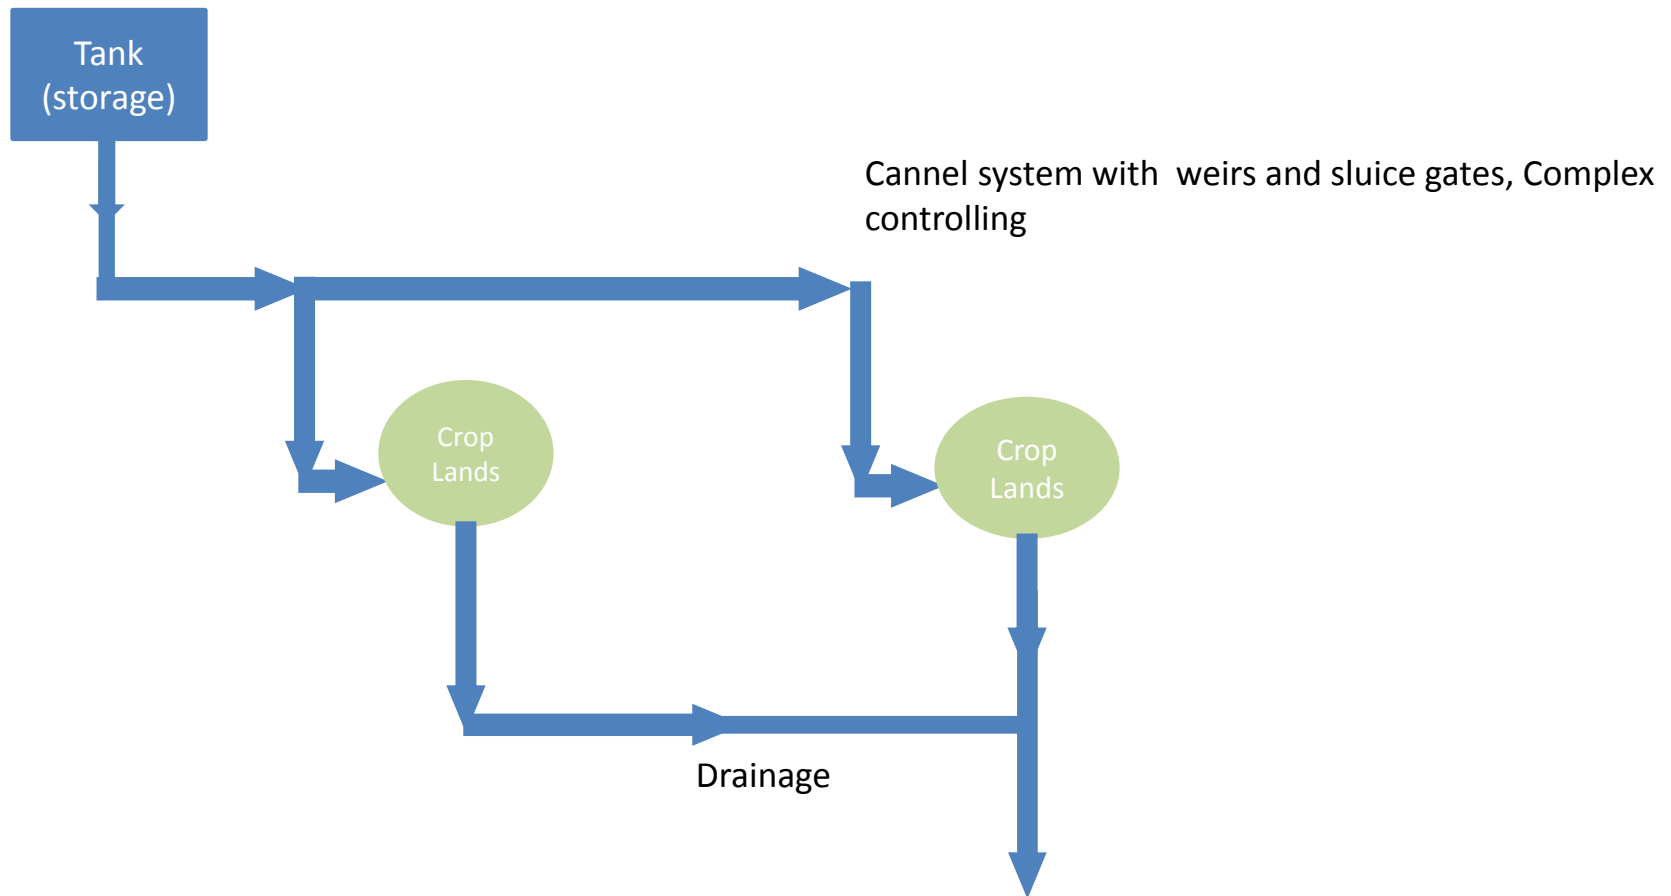 Tank
(storage)
Cannel system with  weirs and sluice gates, Complex
controlling
Crop
Lands
Crop
Lands
Drainage